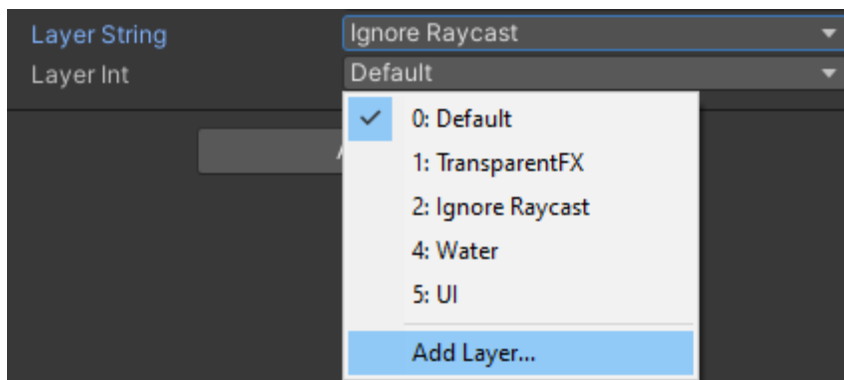 Layer String
Ignore Raycast
Layer Int
Default
0: Default
1: TransparentFX
2: Ignore Raycast
4: Water
5: UI
Add Layer...